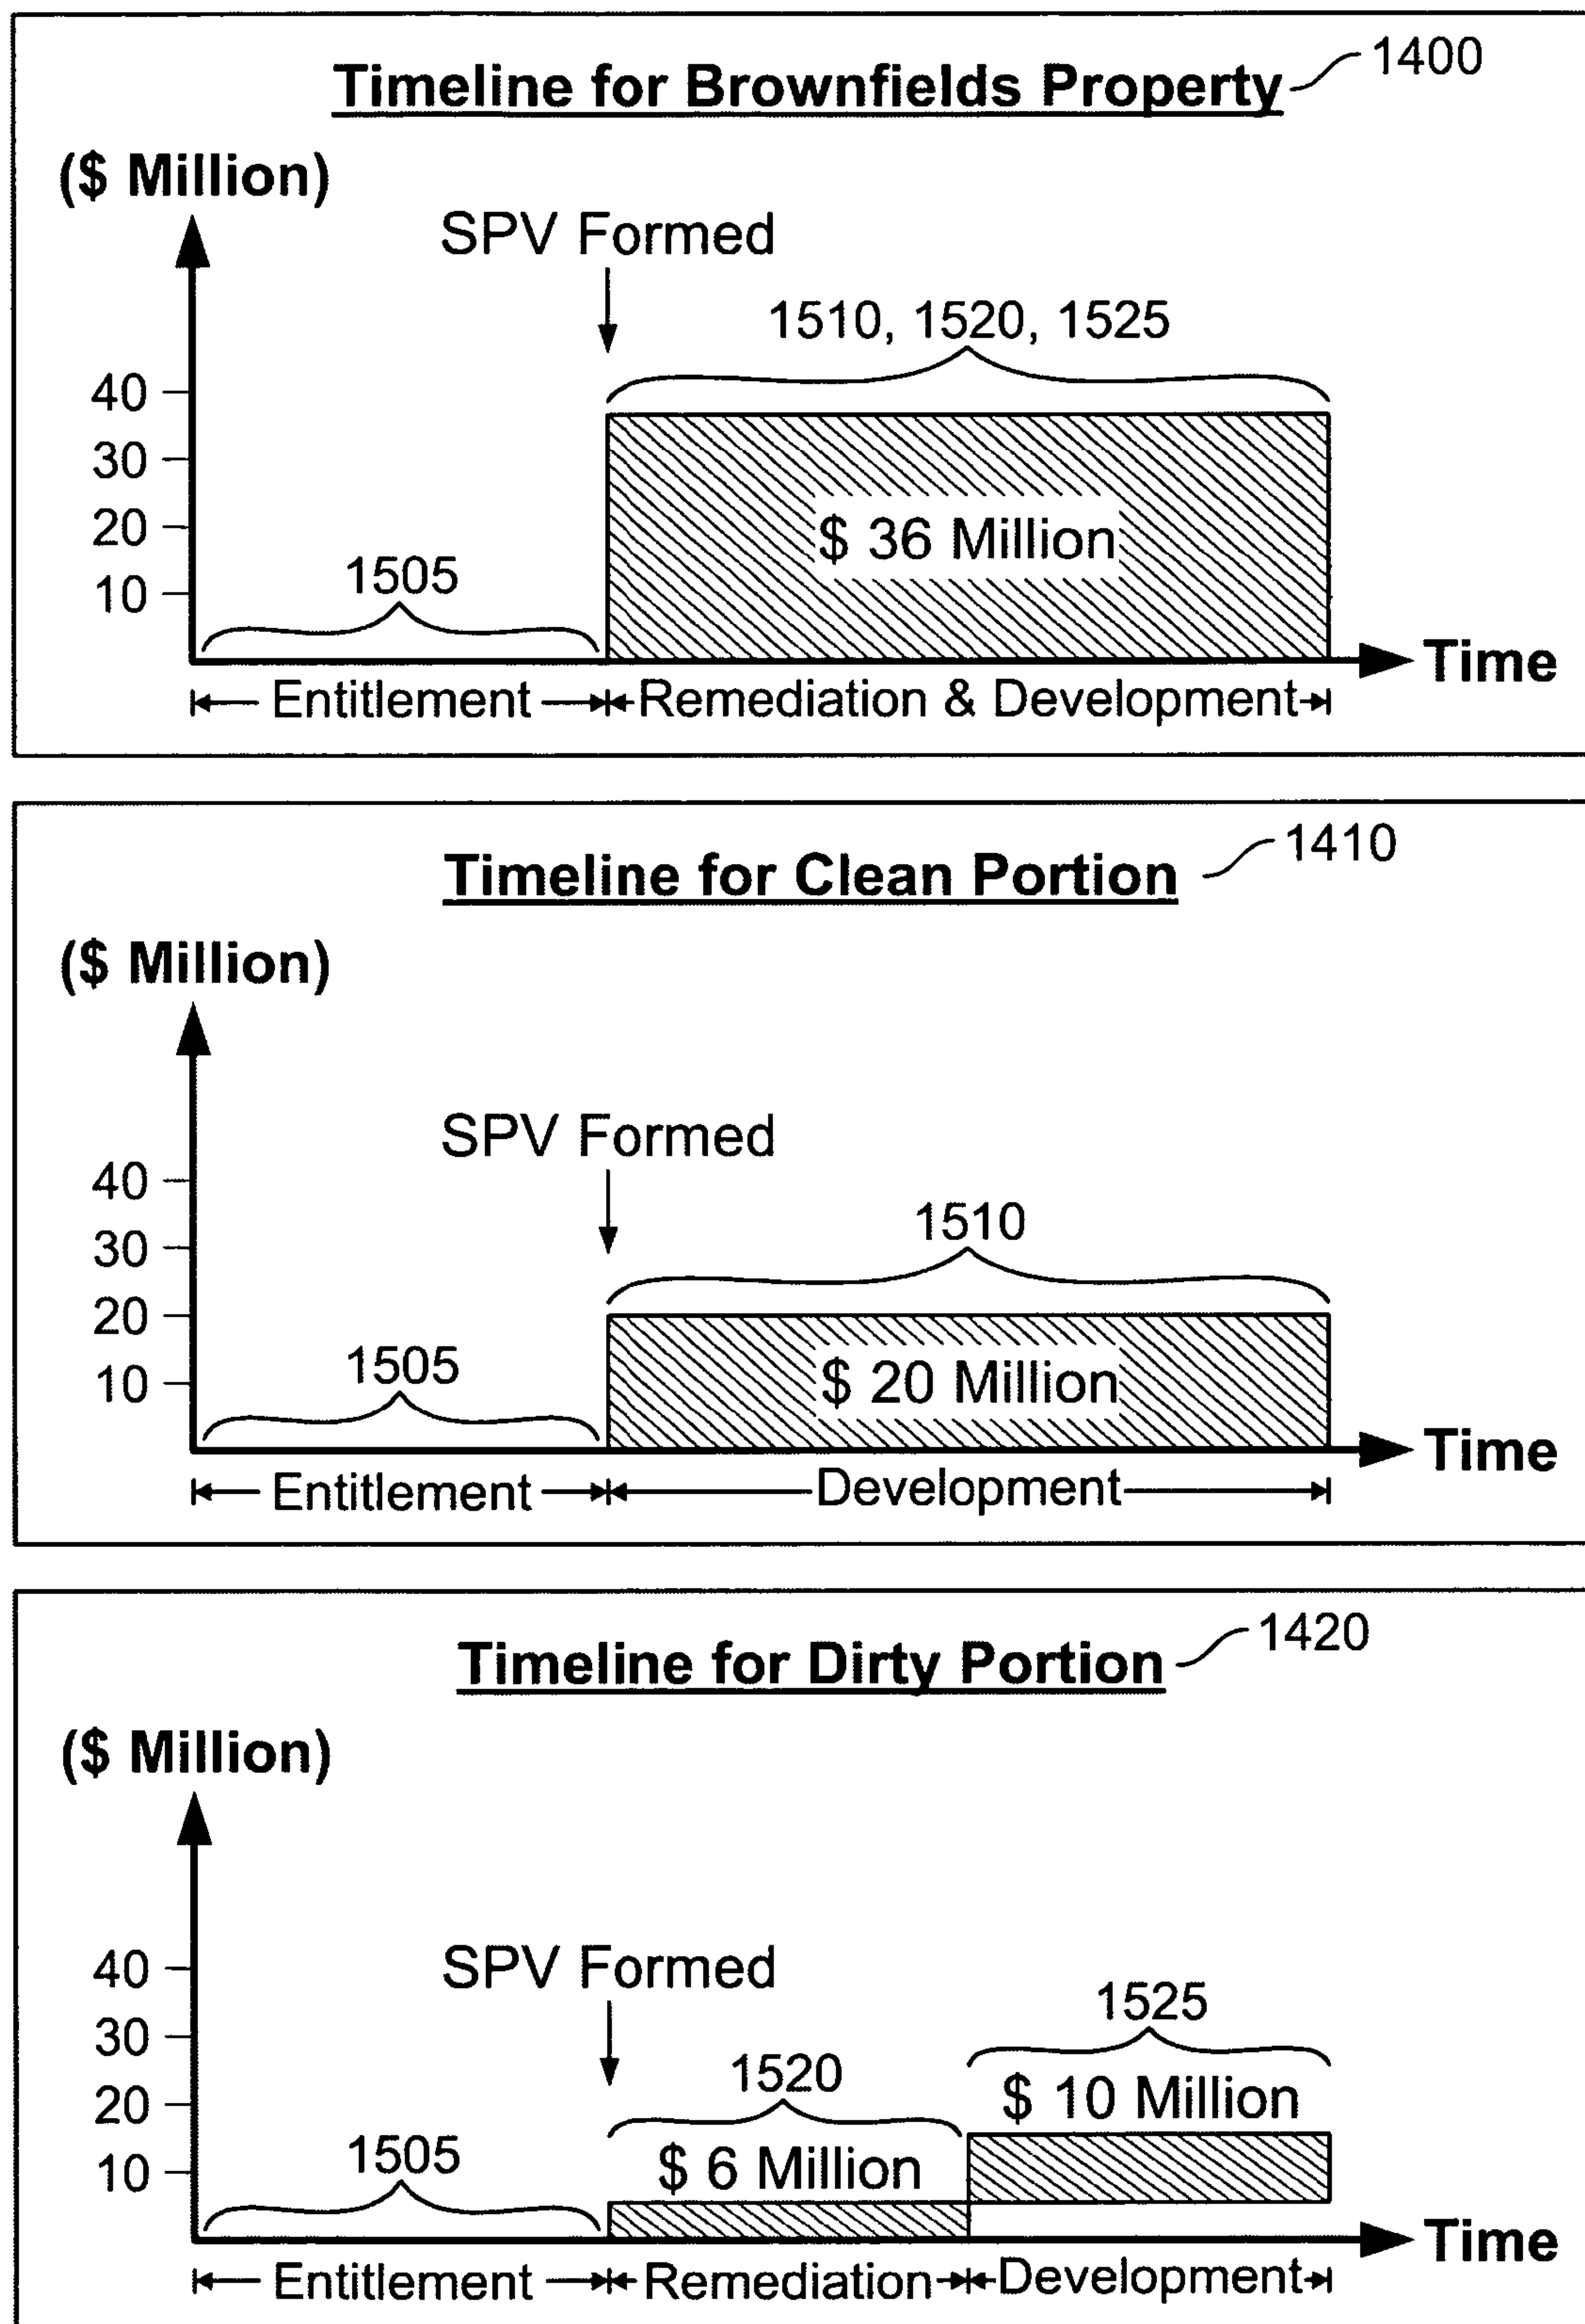 Timeline for Brownfields Property 1400
($ Million)
SPV Formed
1510, 1520, 1525
40
30
20
10
1505
$ 36 Million
Time
Entitlement Remediation & Development
Timeline for Clean Portion 1410
($ Million)
SPV Formed
40
30
20
10
1510
1505
$ 20 Million
Time
Entitlement Development
Timeline for Dirty Portion 1420
($ Million)
SPV Formed
40
30
20
10
1525
$ 10 Million
1520
$ 6 Million
1505
Time
Entitlement Remediation Development